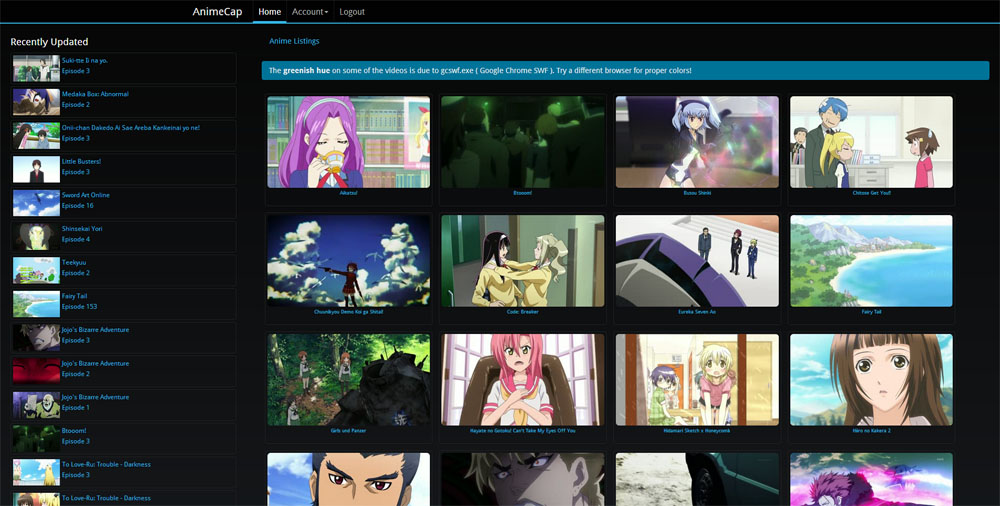 AnimeCap Home Account Logout
Recently Updated
Suki-tte Ii na yo.
Episode 3
Medaka Box: Abnormal
Episode 2
Onii-chan Dakedo Ai Sae Areba Kankeinai yo ne!
Episode 3
Little Busters!
Episode 3
Sword Art Online
Episode 16
Shinsekai Yori
Episode 4
Teekyuu
Episode 2
Fairy Tail
Episode 153
Jojo's Bizarre Adventure
Episode 3
Jojo's Bizarre Adventure
Episode 2
Jojo's Bizarre Adventure
Episode 1
Btooom!
Episode 3
To Love-Ru: Trouble - Darkness
Episode 3
To Love-Ru: Trouble - Darkness
Anime Listings
The greenish hue on some of the videos is due to gcswf.exe ( Google Chrome SWF ). Try a different browser for proper colors!
Aikatsu!
Btooom!
Busou Shinki
Chitose Get You!!
Chuunikyou Demo Koi ga Shitai!
Code: Breaker
Eureka Seven Ao
Fairy Tail
Girls und Panzer
Hayate no Gotoku! Can't Take My Eyes Off You
Hidamari Sketch x Honeycomb
Hiiro no Kakera 2